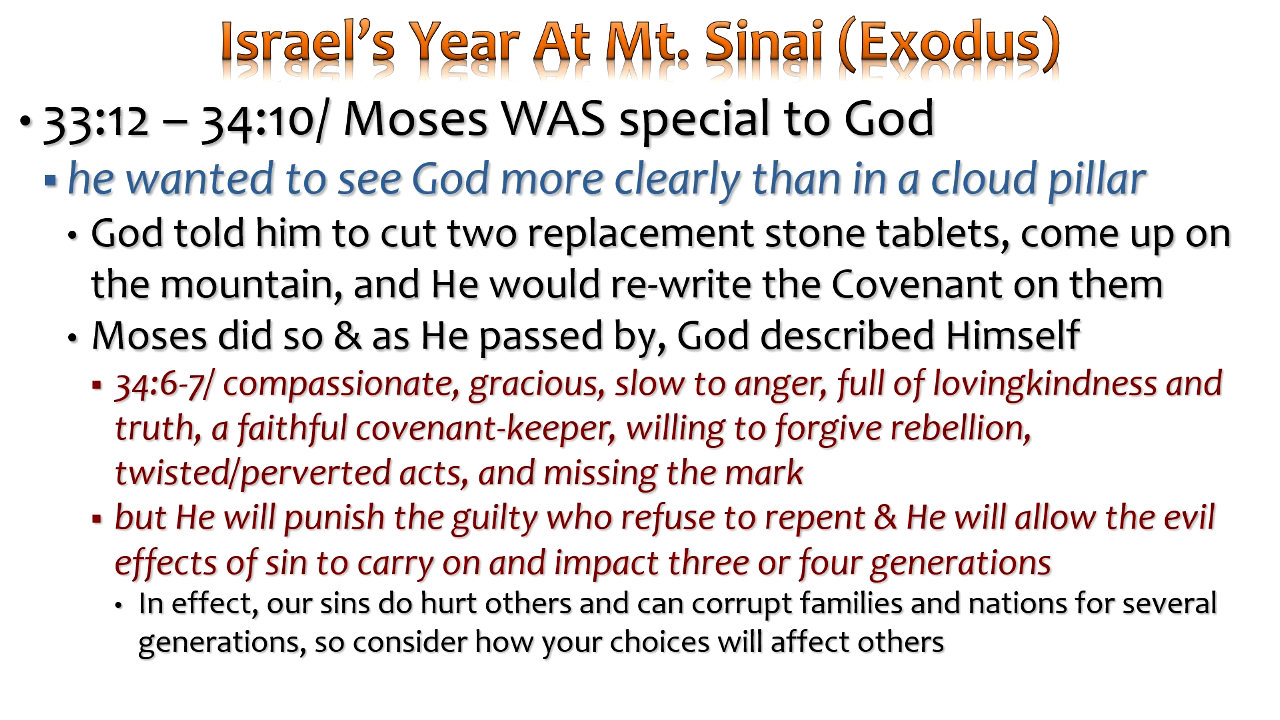 Israel’s Year At Mt. Sinai (Exodus)
• 33:12 – 34:10/ Moses WAS special to God
▪ he wanted to see God more clearly than in a cloud pillar
• God told him to cut two replacement stone tablets, come up on
the mountain, and He would re-write the Covenant on them
• Moses did so & as He passed by, God described Himself
▪ 34:6-7/ compassionate, gracious, slow to anger, full of lovingkindness and
truth, a faithful covenant-keeper, willing to forgive rebellion,
twisted/perverted acts, and missing the mark
▪ but He will punish the guilty who refuse to repent & He will allow the evil
effects of sin to carry on and impact three or four generations
• In effect, our sins do hurt others and can corrupt families and nations for several
generations, so consider how your choices will affect others